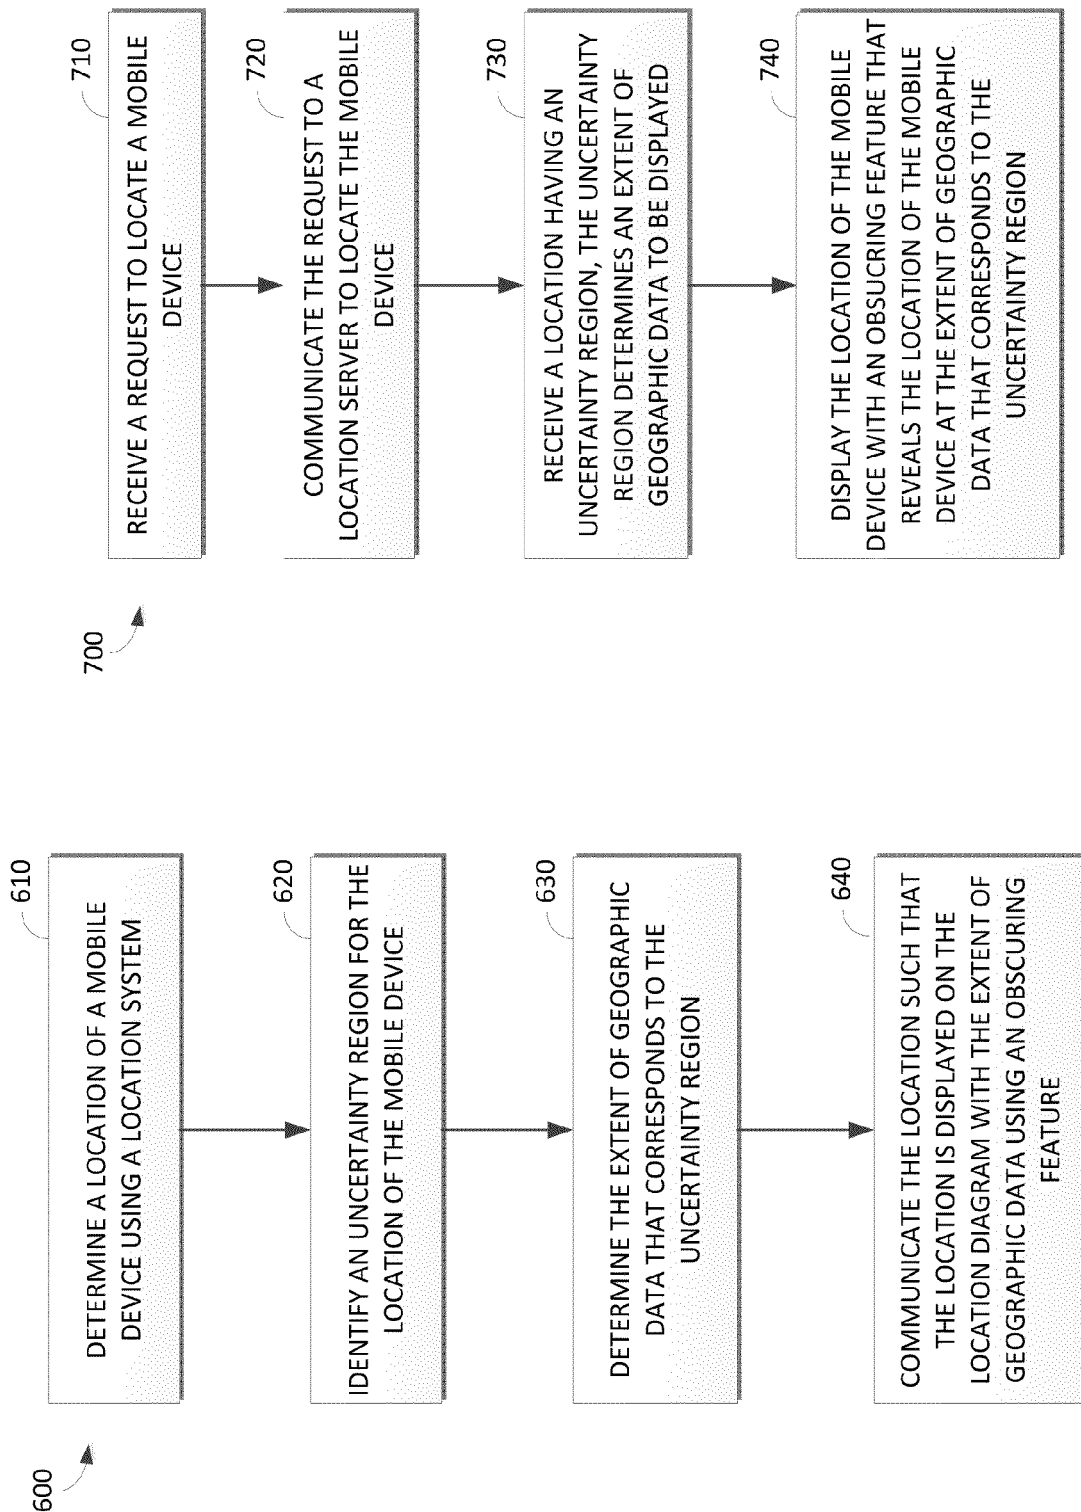 600
610
DETERMINE A LOCATION OF A MOBILE
DEVICE USING A LOCATION SYSTEM
620
IDENTIFY AN UNCERTAINTY REGION FOR THE
LOCATION OF THE MOBILE DEVICE
630
DETERMINE THE EXTENT OF GEOGRAPHIC
DATA THAT CORRESPONDS TO THE
UNCERTAINTY REGION
640
COMMUNICATE THE LOCATION SUCH THAT
THE LOCATION IS DISPLAYED ON THE
LOCATION DIAGRAM WITH THE EXTENT OF
GEOGRAPHIC DATA USING AN OBSCURING
FEATURE
700
710
RECEIVE A REQUEST TO LOCATE A MOBILE
DEVICE
720
COMMUNICATE THE REQUEST TO A
LOCATION SERVER TO LOCATE THE MOBILE
DEVICE
730
RECEIVE A LOCATION HAVING AN
UNCERTAINTY REGION, THE UNCERTAINTY
REGION DETERMINES AN EXTENT OF
GEOGRAPHIC DATA TO BE DISPLAYED
740
DISPLAY THE LOCATION OF THE MOBILE
DEVICE WITH AN OBSUCRING FEATURE THAT
REVEALS THE LOCATION OF THE MOBILE
DEVICE AT THE EXTENT OF GEOGRAPHIC
DATA THAT CORRESPONDS TO THE
UNCERTAINTY REGION